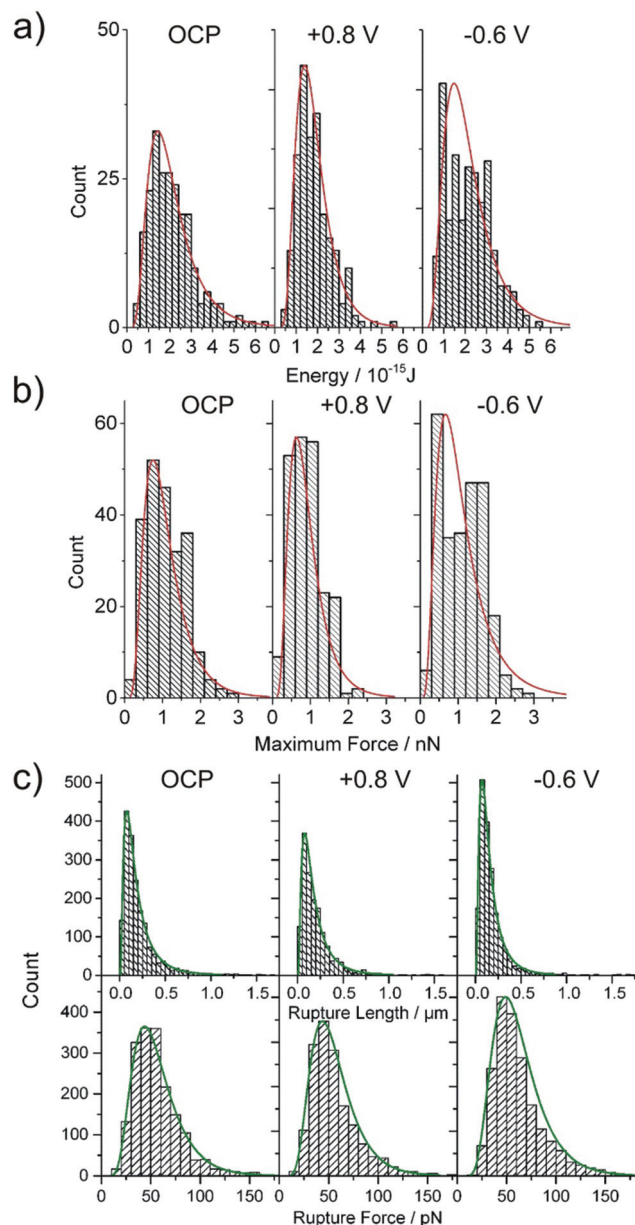 a)
OCP +0.8 V -0.6 V
50
25
0
Count
0 1 2 3 4 5 6 0 1 2 3 4 5 6 0 1 2 3 4 5 6
Energy / 10⁻¹⁵J
b)
OCP +0.8 V -0.6 V
60
40
20
0
Count
0 1 2 3 0 1 2 3 0 1 2 3
Maximum Force / nN
c)
OCP +0.8 V -0.6 V
500
400
300
200
100
0
0.0 0.5 1.0 1.5 0.0 0.5 1.0 1.5 0.0 0.5 1.0 1.5
Rupture Length / µm
Count
400
300
200
100
0
50 100 150 50 100 150 50 100 150
Rupture Force / pN